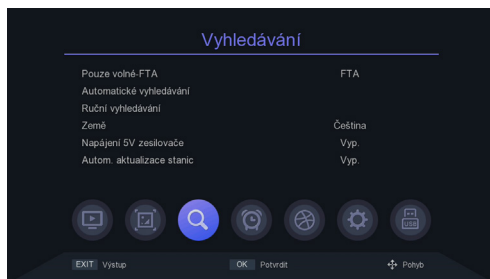 Vyhledávání
Pouze volné-FTA FTA
Automatické vyhledávání
Ruční vyhledávání
Země Čeština
Napájení 5V zesilovače Vyp.
Autom. aktualizace stanic Vyp.
USB
EXIT Výstup OK Potvrdit Pohyb